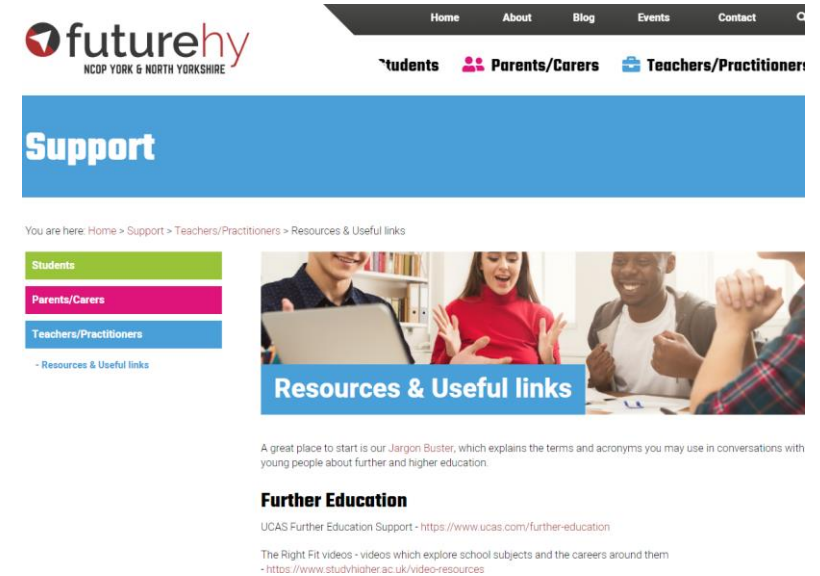 Home About Blog Events Contact
futurehy
NCOP YORK & NORTH YORKSHIRE
tudents Parents/Carers Teachers/Practitioners
Support
You are here: Home > Support > Teachers/Practitioners > Resources & Useful links
Students
Parents/Carers
Teachers/Practitioners
- Resources & Useful links
Resources & Useful links
A great place to start is our Jargon Buster, which explains the terms and acronyms you may use in conversations with
young people about further and higher education.
Further Education
UCAS Further Education Support - https://www.ucas.com/further-education
The Right Fit videos - videos which explore school subjects and the careers around them
- https://www.studyhigher.ac.uk/video-resources